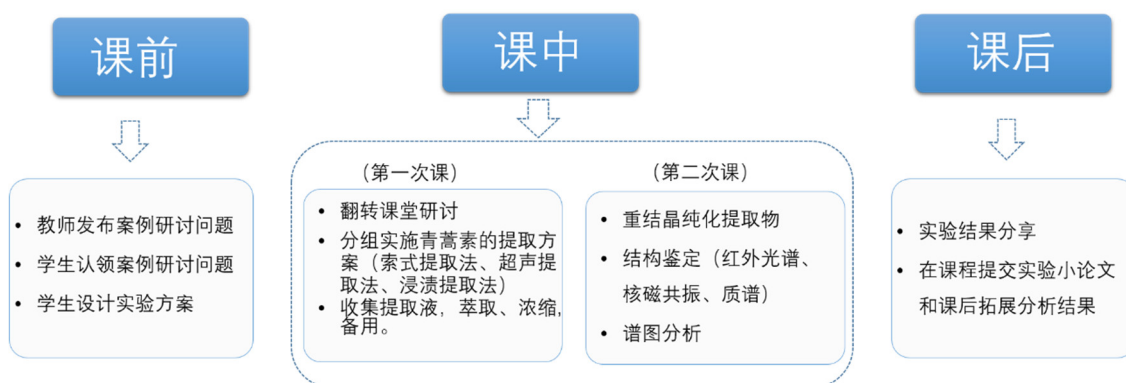 课前
课中
课后
• 教师发布案例研讨问题
• 学生认领案例研讨问题
• 学生设计实验方案
（第一次课）
• 翻转课堂研讨
• 分组实施青蒿素的提取方
案（索式提取法、超声提
取法、浸渍提取法）
• 收集提取液，萃取、浓缩,
备用。
（第二次课）
• 重结晶纯化提取物
• 结构鉴定（红外光谱、
核磁共振、质谱）
• 谱图分析
• 实验结果分享
• 在课程提交实验小论文
和课后拓展分析结果